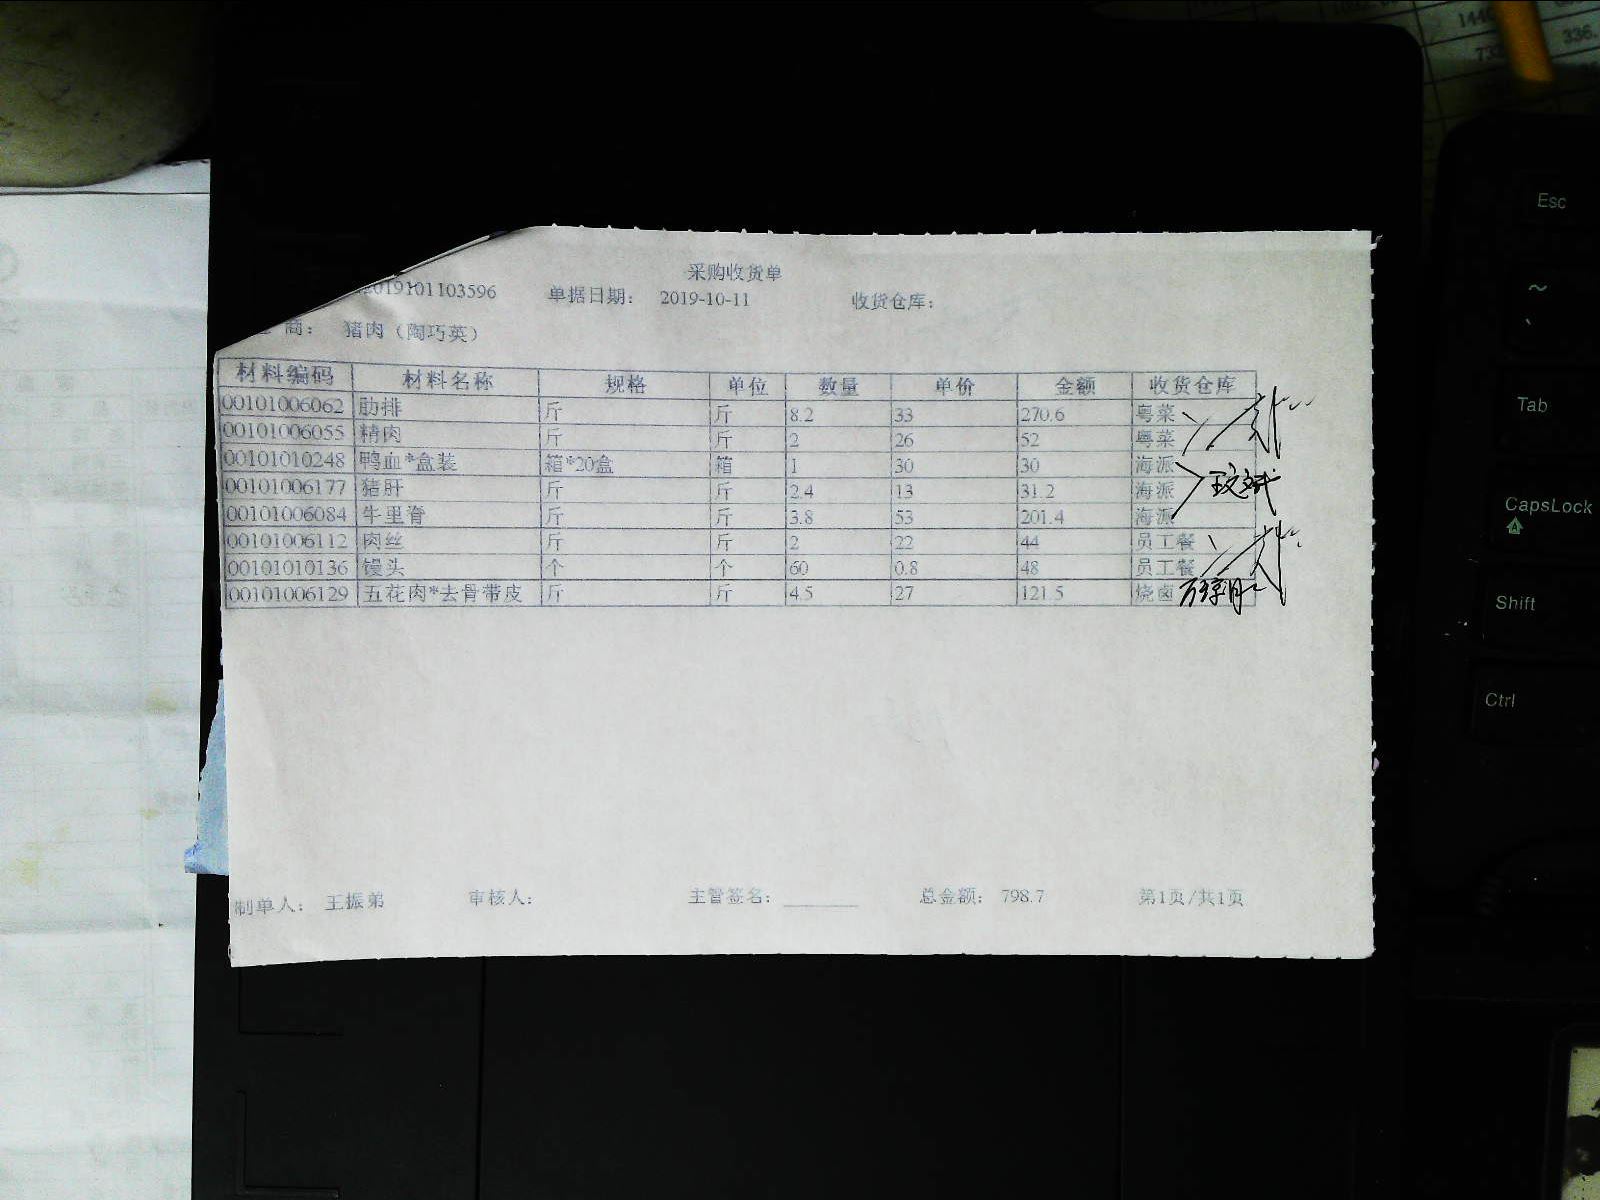 采购收货单
2019101103596 单据日期： 2019-10-11 收货仓库：
商： 猪肉（陶巧英）
材料编码 材料名称 规格 单位 数量 单价 金额 收货仓库
00101006062 肋排 斤 斤 8.2 33 270.6 粤菜
00101006055 精肉 斤 斤 2 26 52 粤菜
00101010248 鸭血*盒装 箱*20盒 箱 1 30 30 海派
00101006177 猪肝 斤 斤 2.4 13 31.2 海派
00101006084 牛里脊 斤 斤 3.8 53 201.4 海派
00101006112 肉丝 斤 斤 2 22 44 员工餐
00101010136 馒头 个 个 60 0.8 48 员工餐
00101006129 五花肉*去骨带皮 斤 斤 4.5 27 121.5 烧卤
制单人： 王振弟 审核人： 主管签名： 总金额： 798.7 第1页/共1页
Esc
~
`
Tab
CapsLock
A
Shift
Ctrl
336.